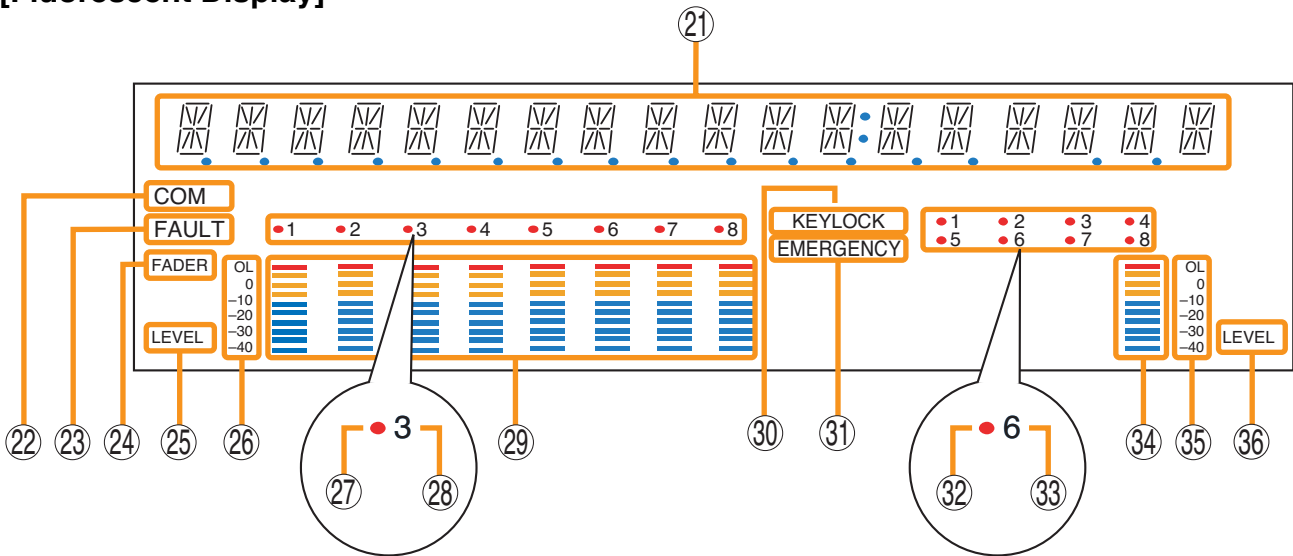 [Fluorescent Display]
㉑
COM
FAULT
FADER
LEVEL
1 2 3 4 5 6 7 8
OL
0
−10
−20
−30
−40
KEYLOCK
EMERGENCY
1 2 3 4
5 6 7 8
OL
0
−10
−20
−30
−40
LEVEL
3
6
㉒ ㉓ ㉔ ㉕ ㉖ ㉗ ㉘ ㉙ ㉚ ㉛ ㉜ ㉝ ㉞ ㉟ ㊱